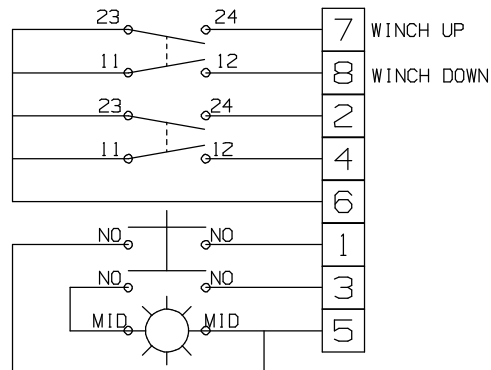 23 24 7 WINCH UP
11 12 8 WINCH DOWN
23 24 2
11 12 4
6
NO NO 1
NO NO 3
MID MID 5